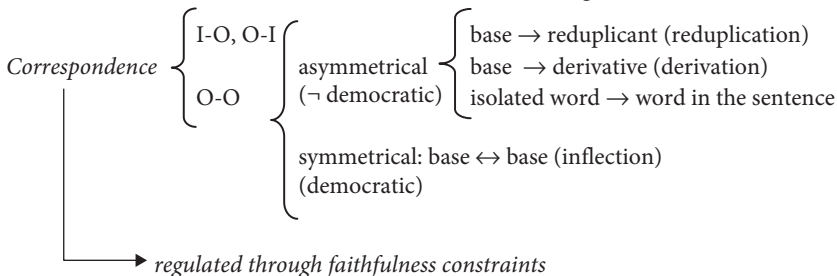 I-O, O-I
base → reduplicant (reduplication)
Correspondence
asymmetrical
base → derivative (derivation)
O-O
(¬ democratic)
isolated word → word in the sentence
symmetrical: base ↔ base (inflection)
(democratic)
regulated through faithfulness constraints